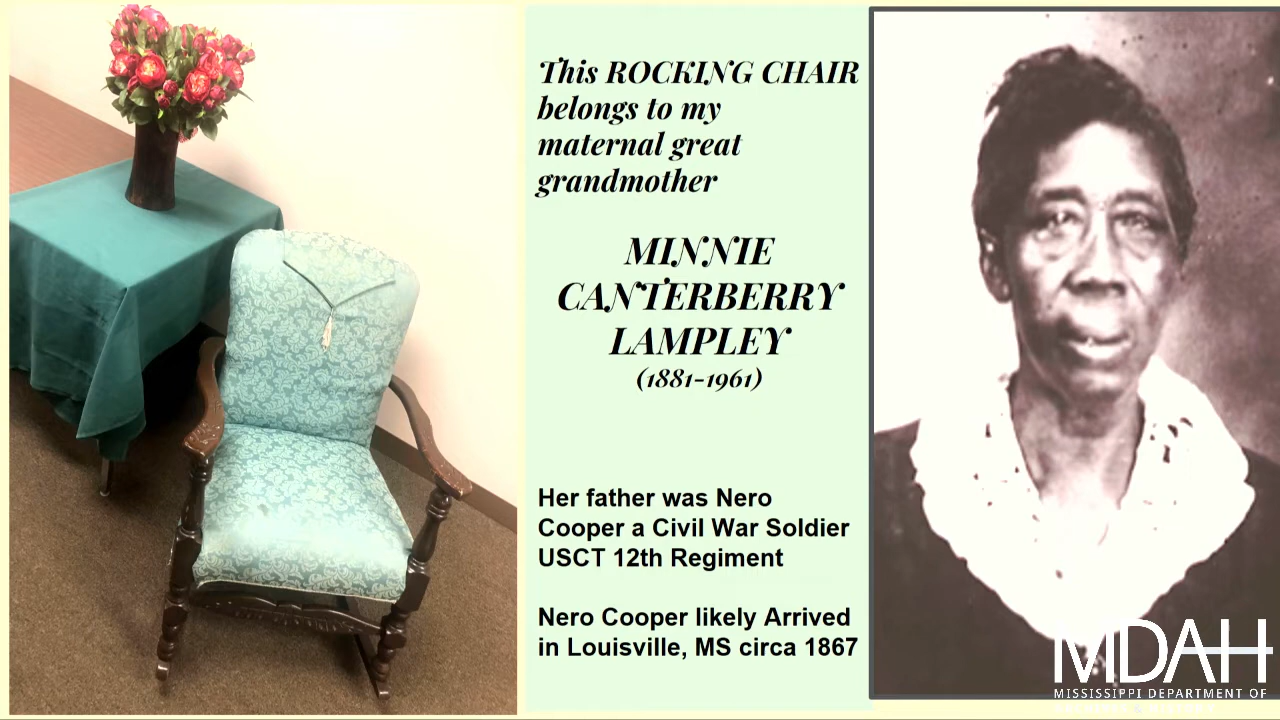 This ROCKING CHAIR
belongs to my
maternal great
grandmother
MINNIE
CANTERBERRY
LAMPLEY
(1881-1961)
Her father was Nero
Cooper a Civil War Soldier
USCT 12th Regiment
Nero Cooper likely Arrived
in Louisville, MS circa 1867
MDAH
MISSISSIPPI DEPARTMENT OF